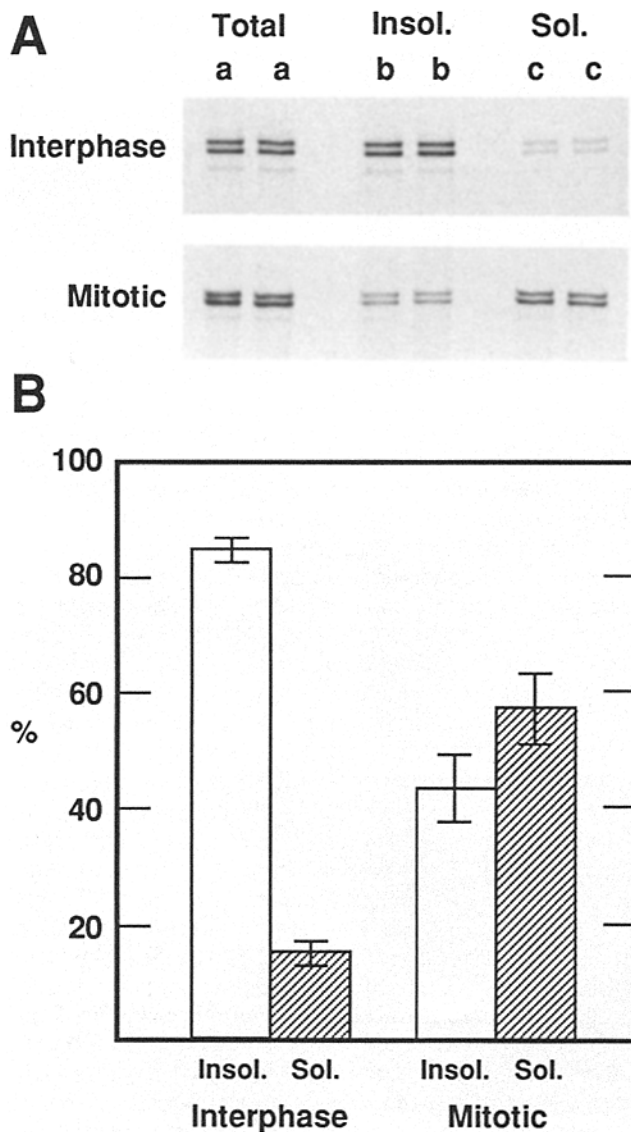 A
Total Insol. Sol.
a a b b c c
Interphase
Mitotic
B
100
80
60
%
40
20
Insol. Sol. Insol. Sol.
Interphase Mitotic